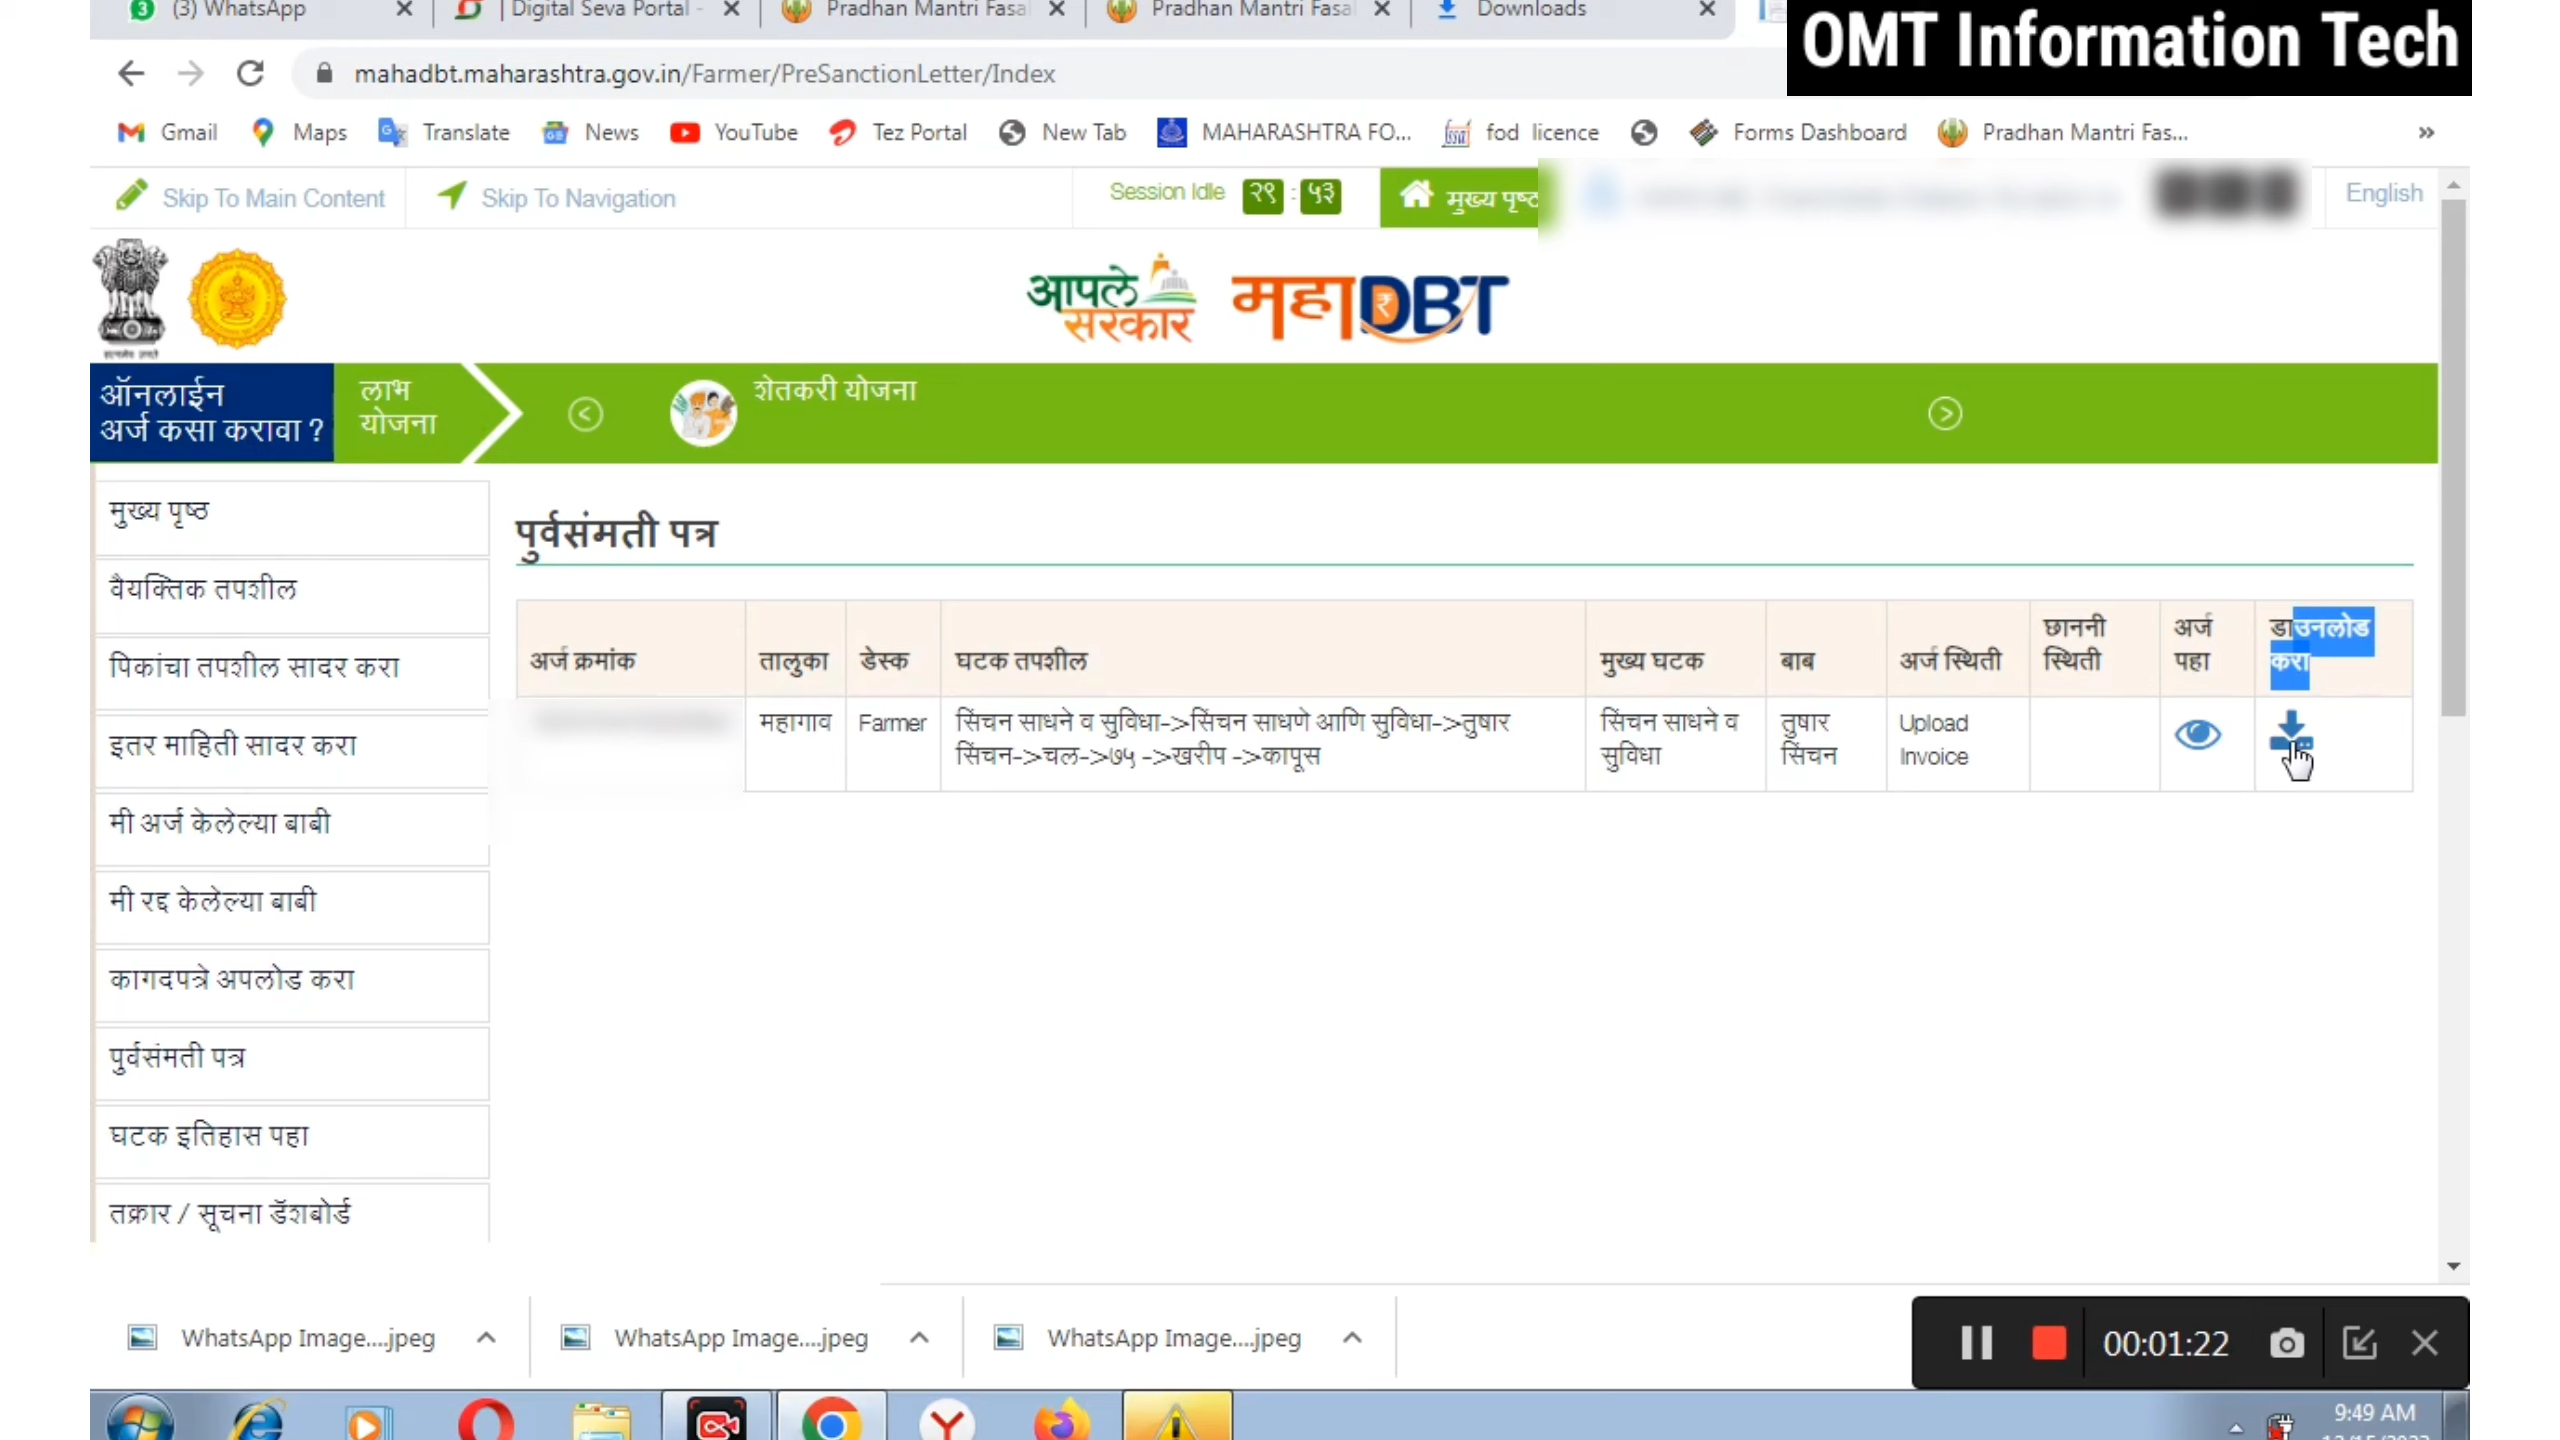 3 (3) WhatsApp | Digital Seva Portal - Pradhan Mantri Fasal Pradhan Mantri Fasal Downloads
OMT Information Tech
mahadbt.maharashtra.gov.in/Farmer/PreSanctionLetter/Index
Gmail Maps Translate News YouTube Tez Portal New Tab MAHARASHTRA FO... fod licence Forms Dashboard Pradhan Mantri Fas... »
Skip To Main Content Skip To Navigation Session Idle २९ : ५३ मुख्य पृष्ठ English
आपले
सरकार
महाDBT
ऑनलाईन
अर्ज कसा करावा ?
लाभ
योजना
शेतकरी योजना
मुख्य पृष्ठ
वैयक्तिक तपशील
पिकांचा तपशील सादर करा
इतर माहिती सादर करा
मी अर्ज केलेल्या बाबी
मी रद्द केलेल्या बाबी
कागदपत्रे अपलोड करा
पुर्वसंमती पत्र
घटक इतिहास पहा
तक्रार / सूचना डॅशबोर्ड
पुर्वसंमती पत्र
अर्ज क्रमांक तालुका डेस्क घटक तपशील मुख्य घटक बाब अर्ज स्थिती छाननी स्थिती अर्ज पहा डाउनलोड करा
महागाव Farmer सिंचन साधने व सुविधा->सिंचन साधणे आणि सुविधा->तुषार सिंचन->चल->७५ ->खरीप ->कापूस सिंचन साधने व सुविधा तुषार सिंचन Upload Invoice
WhatsApp Image....jpeg WhatsApp Image....jpeg WhatsApp Image....jpeg
00:01:22
9:49 AM